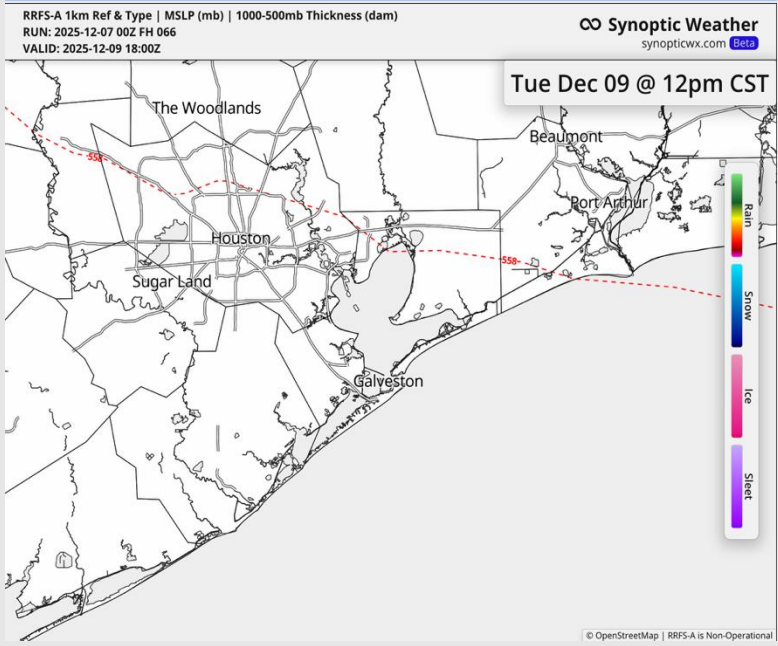 RRFS-A 1km Ref & Type | MSLP (mb) | 1000-500mb Thickness (dam)
RUN: 2025-12-07 00Z FH 066
VALID: 2025-12-09 18:00Z
Synoptic Weather
synopticwx.com Beta
Tue Dec 09 @ 12pm CST
The Woodlands
Beaumont
558
Port Arthur
Rain
Houston
558
Sugar Land
Snow
Galveston
Ice
Sleet
© OpenStreetMap | RRFS-A is Non-Operational